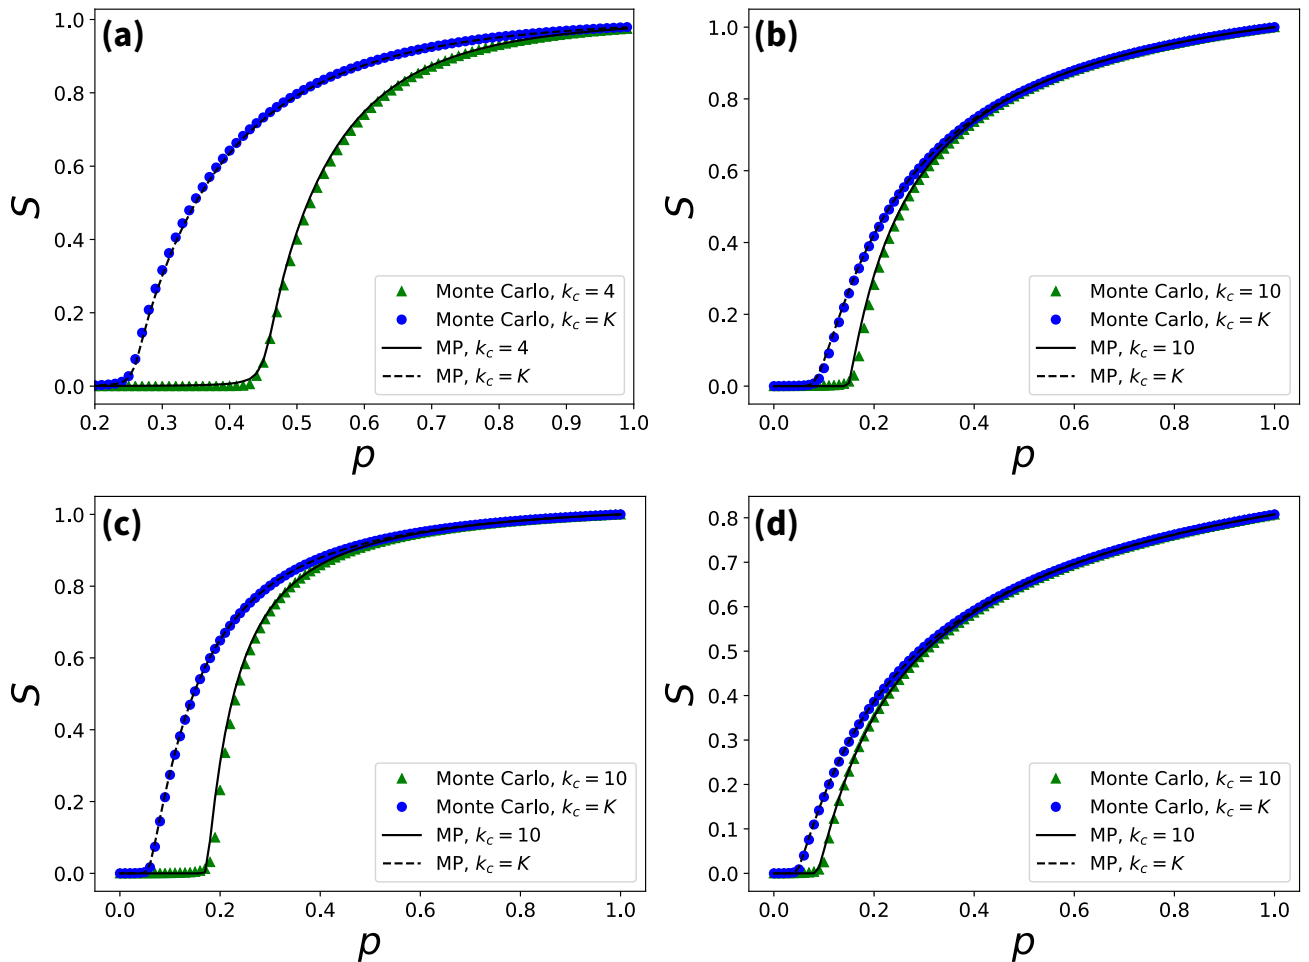 (a)
1.0
0.8
0.6
0.4
0.2
0.0
S
Monte Carlo, k_c = 4
Monte Carlo, k_c = K
MP, k_c = 4
MP, k_c = K
0.2 0.3 0.4 0.5 0.6 0.7 0.8 0.9 1.0
p
(b)
1.0
0.8
0.6
0.4
0.2
0.0
S
Monte Carlo, k_c = 10
Monte Carlo, k_c = K
MP, k_c = 10
MP, k_c = K
0.0 0.2 0.4 0.6 0.8 1.0
p
(c)
1.0
0.8
0.6
0.4
0.2
0.0
S
Monte Carlo, k_c = 10
Monte Carlo, k_c = K
MP, k_c = 10
MP, k_c = K
0.0 0.2 0.4 0.6 0.8 1.0
p
(d)
0.8
0.7
0.6
0.5
0.4
0.3
0.2
0.1
0.0
S
Monte Carlo, k_c = 10
Monte Carlo, k_c = K
MP, k_c = 10
MP, k_c = K
0.0 0.2 0.4 0.6 0.8 1.0
p